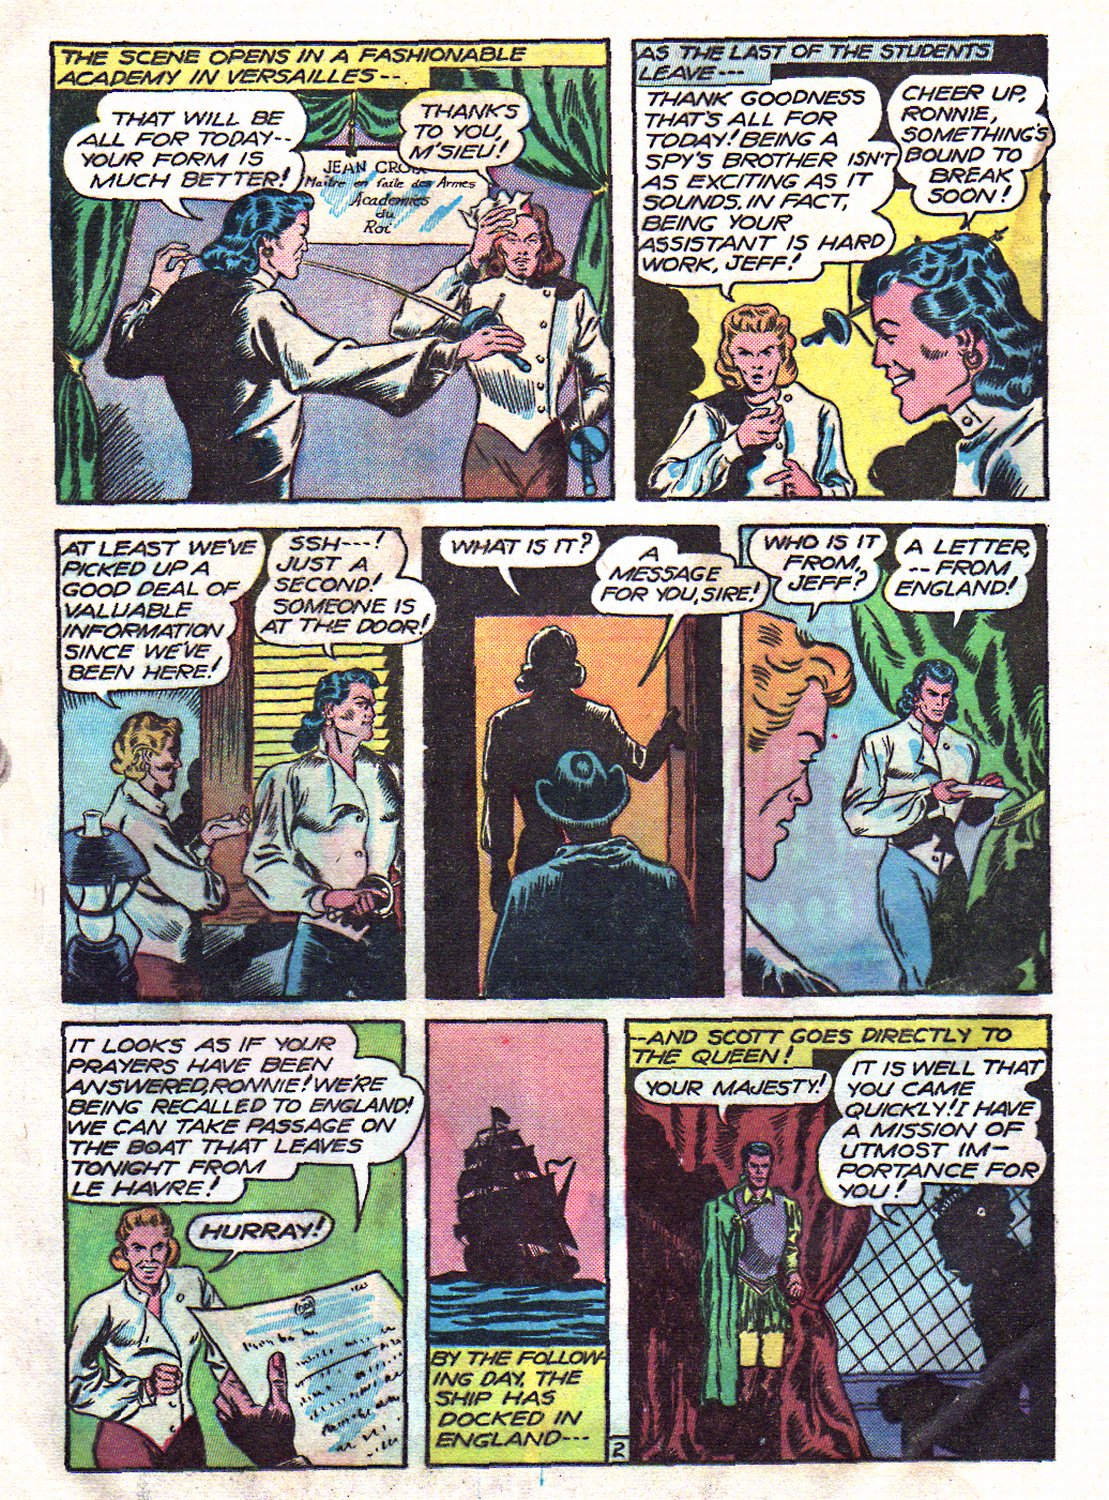 THE SCENE OPENS IN A FASHIONABLE
ACADEMY IN VERSAILLES--.
THAT WILL BE
ALL FOR TODAY--
YOUR FORM IS
MUCH BETTER!
THANKS
TO YOU,
M'SIEU!
JEAN CROIX
Maître en faite des Armes
Academies
du
Roi
AS THE LAST OF THE STUDENTS
LEAVE---
THANK GOODNESS
THAT'S ALL FOR
TODAY! BEING A
SPY'S BROTHER ISN'T
AS EXCITING AS IT
SOUNDS. IN FACT,
BEING YOUR
ASSISTANT IS HARD
WORK, JEFF!
CHEER UP,
RONNIE,
SOMETHING'S
BOUND TO
BREAK
SOON!
AT LEAST WE'VE
PICKED UP A
GOOD DEAL OF
VALUABLE
INFORMATION
SINCE WE'VE
BEEN HERE!
SSH---!
JUST A
SECOND!
SOMEONE IS
AT THE DOOR!
WHAT IS IT?
A
MESSAGE
FOR YOU, SIRE!
WHO IS IT
FROM,
JEFF?
A LETTER,
-- FROM
ENGLAND!
IT LOOKS AS IF YOUR
PRAYERS HAVE BEEN
ANSWERED, RONNIE! WE'RE
BEING RECALLED TO ENGLAND!
WE CAN TAKE PASSAGE ON
THE BOAT THAT LEAVES
TONIGHT FROM
LE HAVRE!
HURRAY!
BY THE FOLLOW-
ING DAY, THE
SHIP HAS
DOCKED IN
ENGLAND---
--AND SCOTT GOES DIRECTLY TO
THE QUEEN!
YOUR MAJESTY!
IT IS WELL THAT
YOU CAME
QUICKLY! I HAVE
A MISSION OF
UTMOST IM-
PORTANCE FOR
YOU!
2